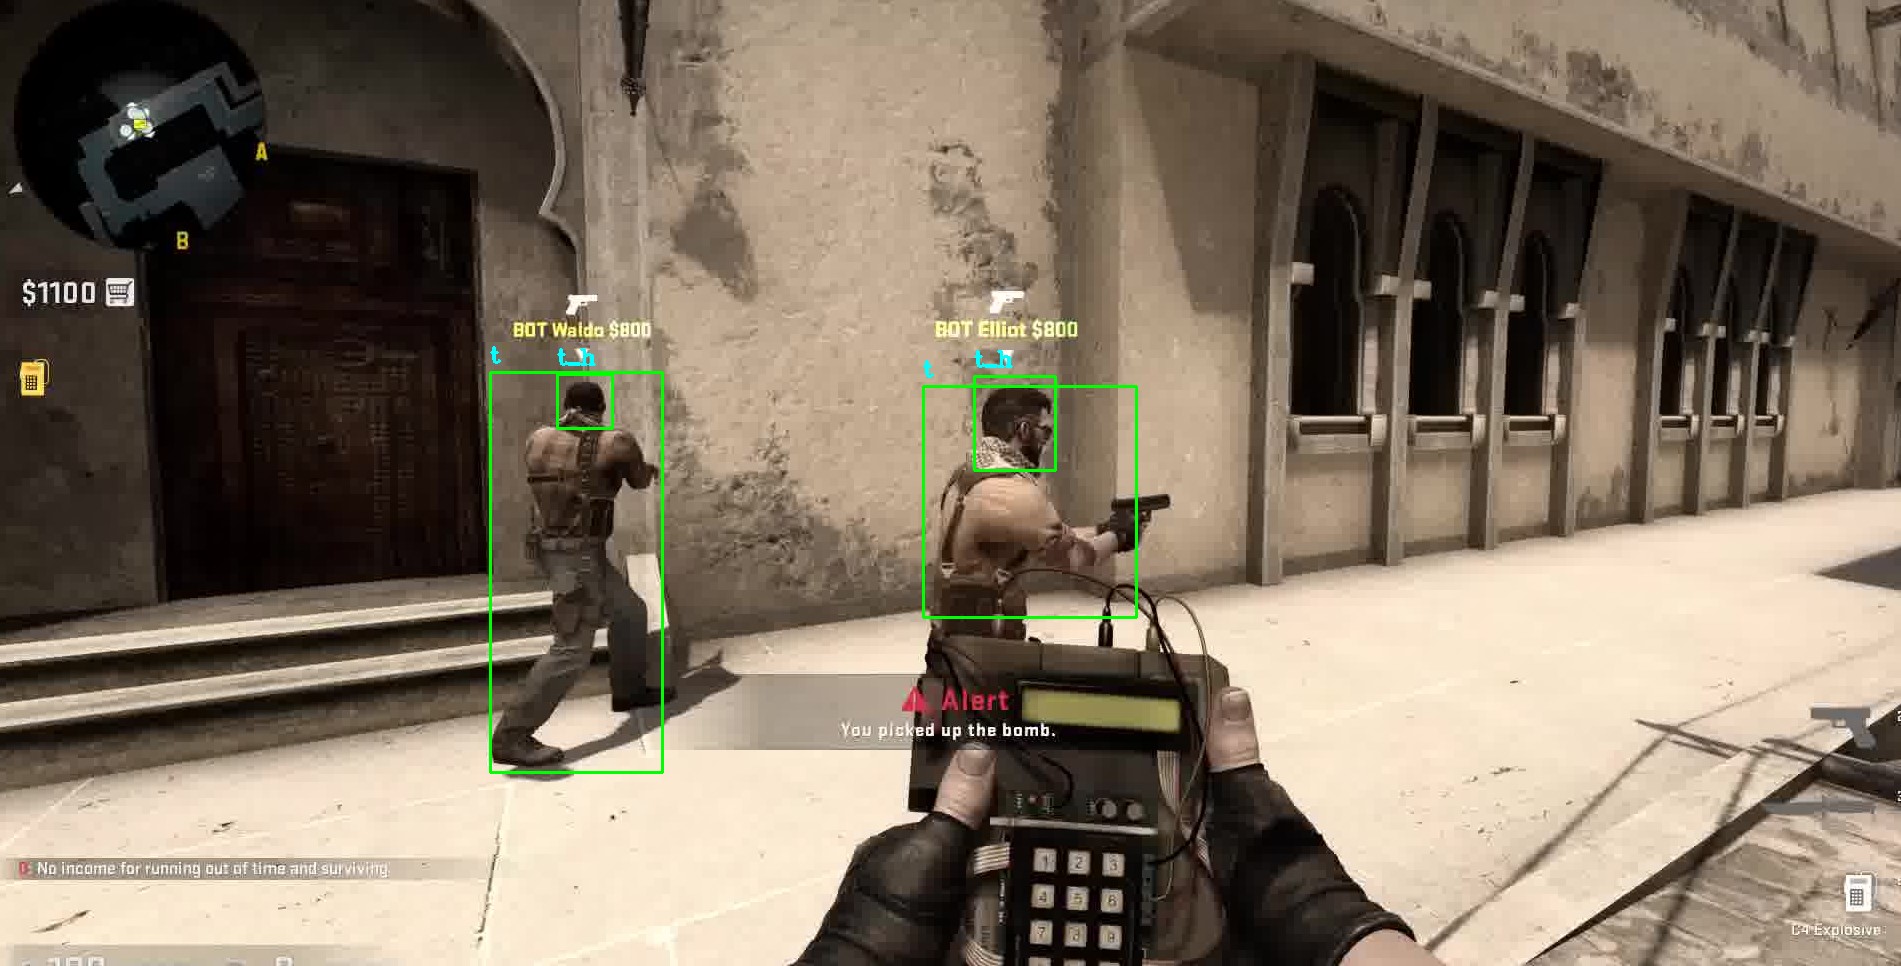 A
B
$1100
BOT Waldo $800
BOT Elliot $800
t
t_h
t
t_h
Alert
You picked up the bomb.
1 2 3
4 5 6
7 8 9
: No income for running out of time and surviving
C4 Explosive